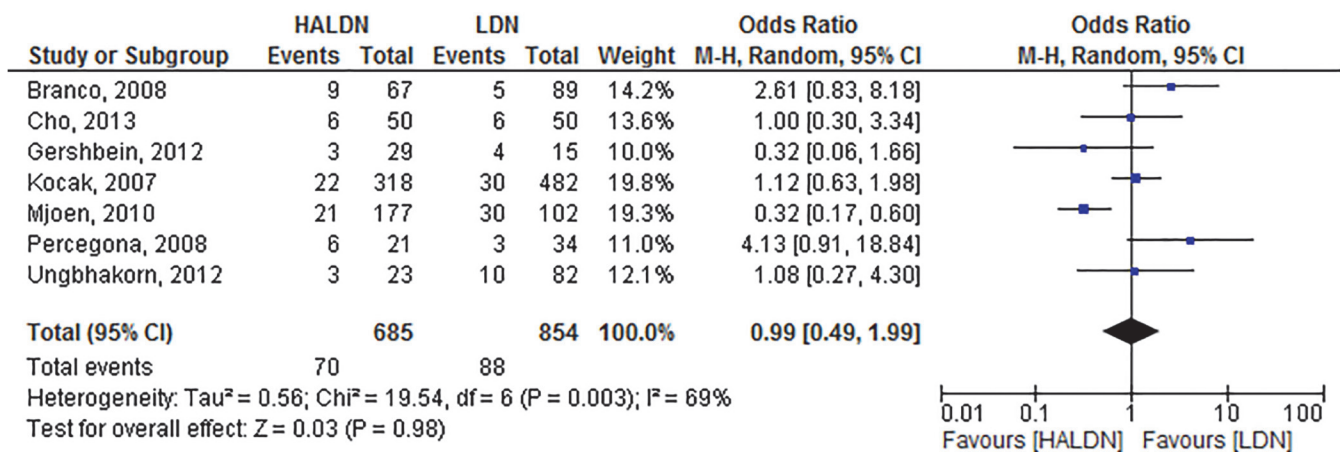 HALDN LDN Odds Ratio Odds Ratio
Study or Subgroup Events Total Events Total Weight M-H, Random, 95% CI M-H, Random, 95% CI
Branco, 2008 9 67 5 89 14.2% 2.61 [0.83, 8.18]
Cho, 2013 6 50 6 50 13.6% 1.00 [0.30, 3.34]
Gershbein, 2012 3 29 4 15 10.0% 0.32 [0.06, 1.66]
Kocak, 2007 22 318 30 482 19.8% 1.12 [0.63, 1.98]
Mjoen, 2010 21 177 30 102 19.3% 0.32 [0.17, 0.60]
Percegona, 2008 6 21 3 34 11.0% 4.13 [0.91, 18.84]
Ungbhakorn, 2012 3 23 10 82 12.1% 1.08 [0.27, 4.30]
Total (95% CI) 685 854 100.0% 0.99 [0.49, 1.99]
Total events 70 88
Heterogeneity: Tau² = 0.56; Chi² = 19.54, df = 6 (P = 0.003); I² = 69%
Test for overall effect: Z = 0.03 (P = 0.98)
0.01 0.1 1 10 100
Favours [HALDN] Favours [LDN]